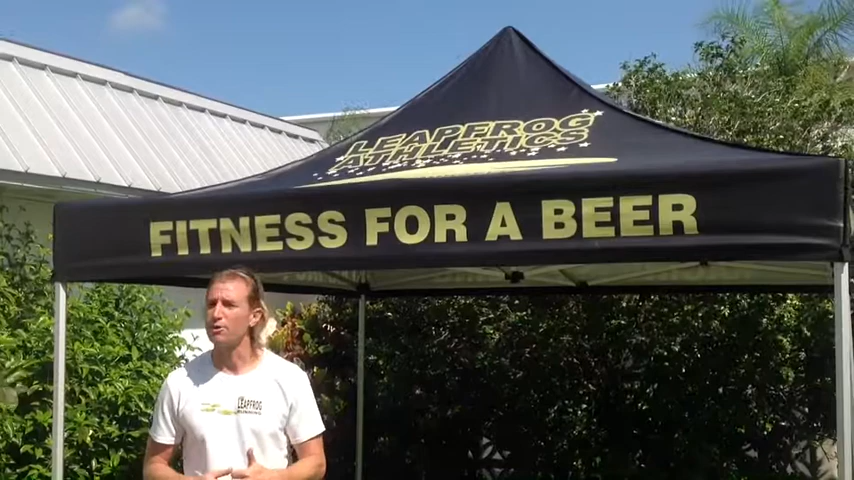 LEAPFROG
ATHLETICS
FITNESS FOR A BEER
LEAPFROG